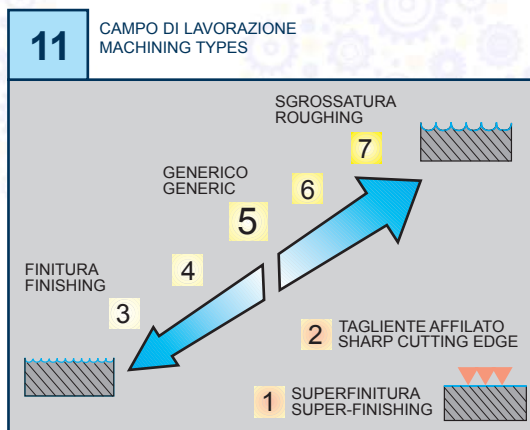 11
CAMPO DI LAVORAZIONE
MACHINING TYPES
SGROSSATURA
ROUGHING
7
GENERICO
GENERIC
6
5
4
FINITURA
FINISHING
3
2
TAGLIENTE AFFILATO
SHARP CUTTING EDGE
1
SUPERFINITURA
SUPER-FINISHING